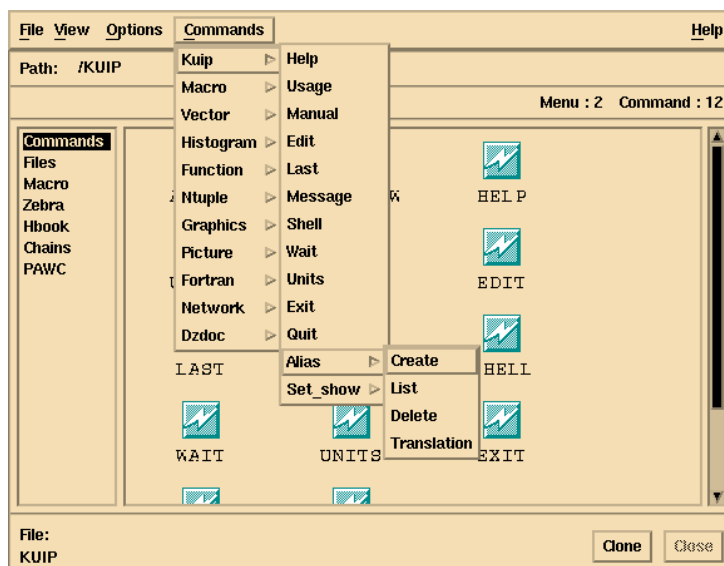 File View Options Commands Help
Path: /KUIP
Menu : 2 Command : 12
Commands
Files
Macro
Zebra
Hbook
Chains
PAWC
Kuip
Macro
Vector
Histogram
Function
Ntuple
Graphics
Picture
Fortran
Network
Dzdoc
Help
Usage
Manual
Edit
Last
Message
Shell
Wait
Units
Exit
Quit
Alias
Set_show
Create
List
Delete
Translation
HELP
EDIT
LAST
HELL
WAIT UNITS EXIT
File:
KUIP
Clone Close